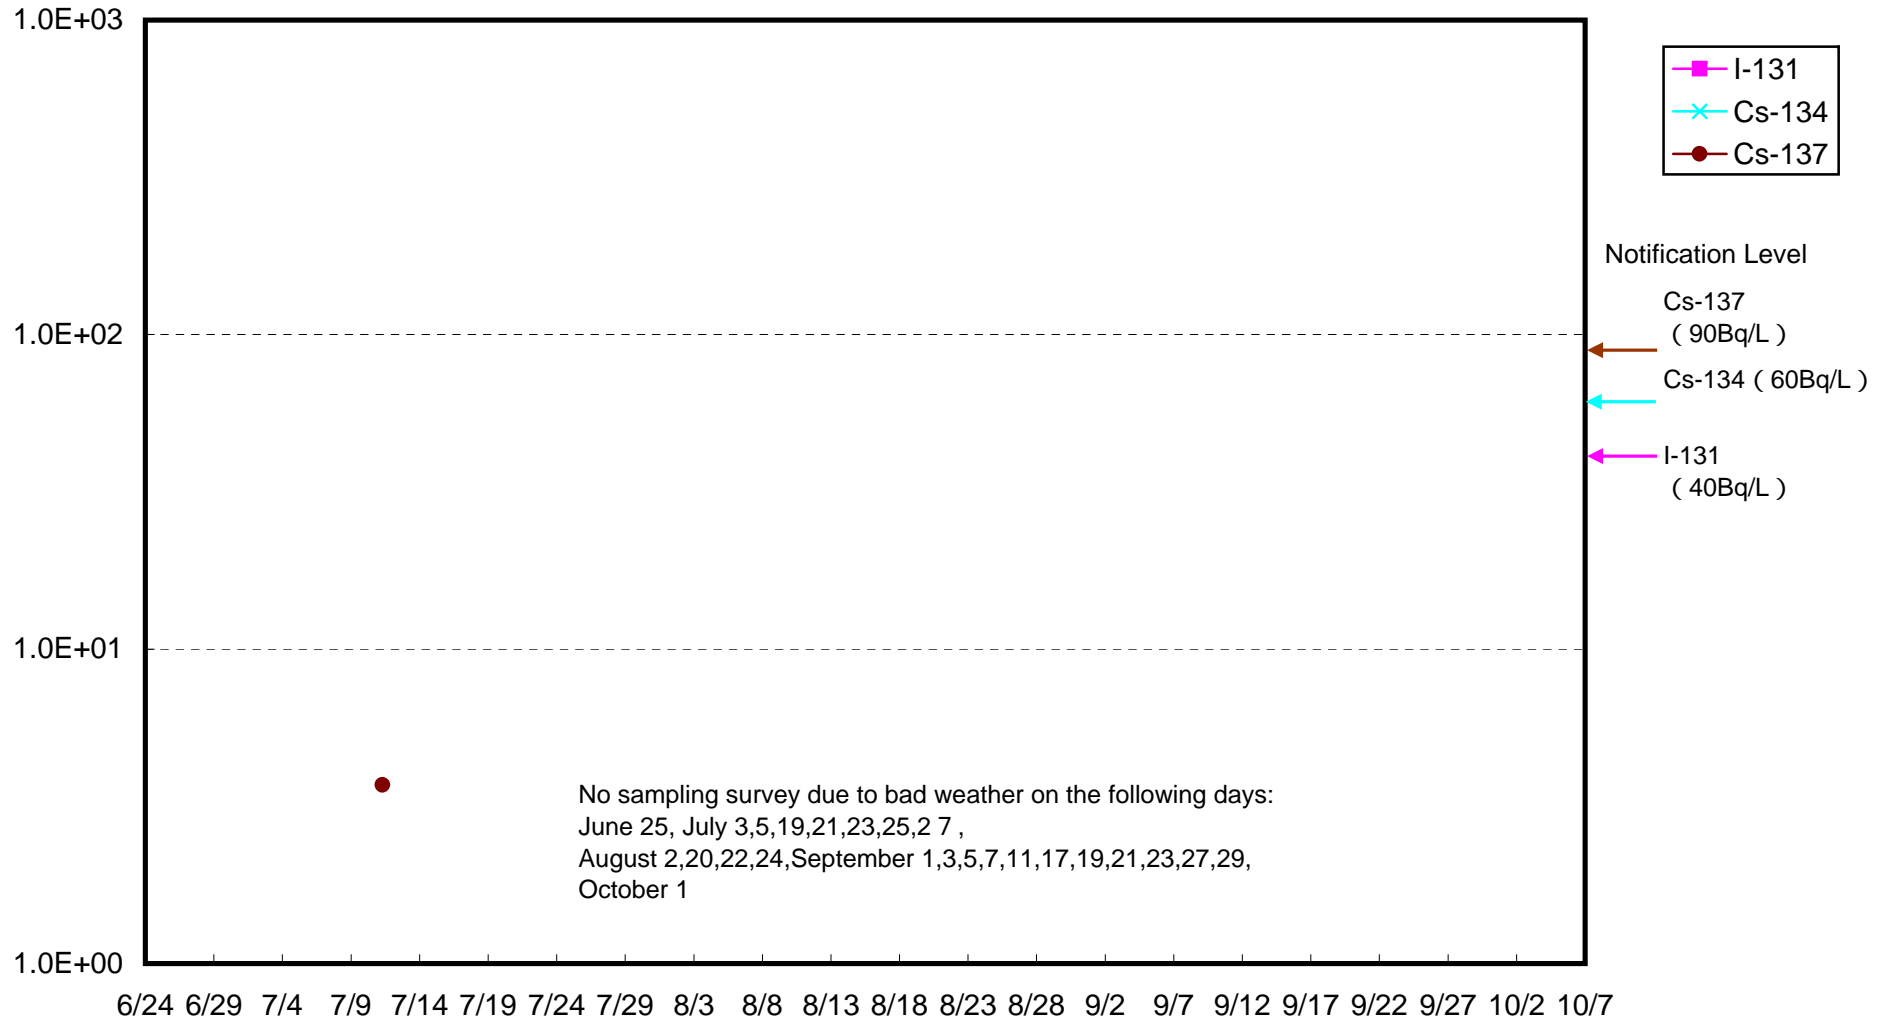 1.0E+03
1.0E+02
1.0E+01
1.0E+00
I-131
Cs-134
Cs-137
Notification Level
Cs-137
( 90Bq/L )
Cs-134 ( 60Bq/L )
I-131
( 40Bq/L )
No sampling survey due to bad weather on the following days:
June 25, July 3,5,19,21,23,25,2 7 ,
August 2,20,22,24,September 1,3,5,7,11,17,19,21,23,27,29,
October 1
6/24 6/29 7/4 7/9 7/14 7/19 7/24 7/29 8/3 8/8 8/13 8/18 8/23 8/28 9/2 9/7 9/12 9/17 9/22 9/27 10/2 10/7